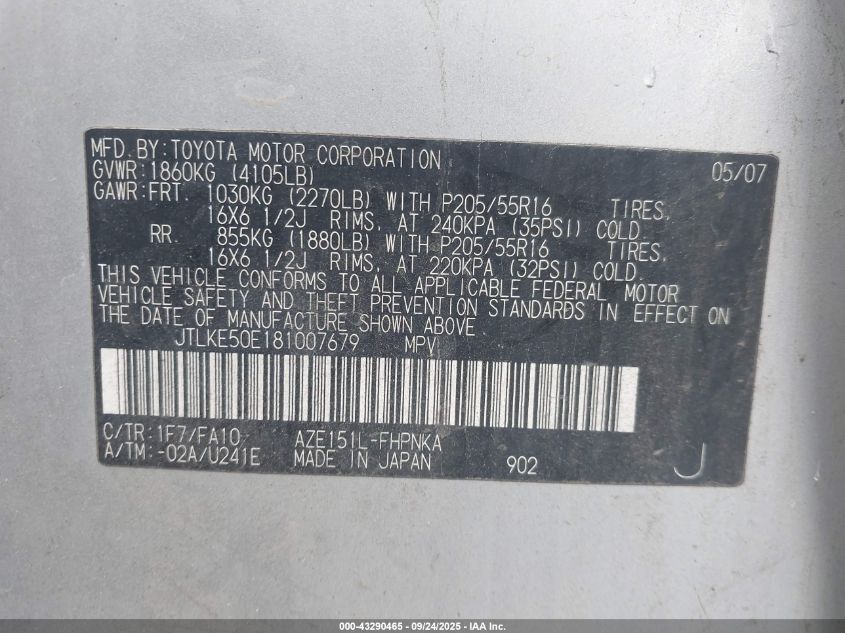 MFD.BY:TOYOTA MOTOR CORPORATION 05/07
GVWR:1860KG (4105LB)
GAWR:FRT. 1030KG (2270LB) WITH P205/55R16 TIRES,
16X6 1/2J RIMS, AT 240KPA (35PSI) COLD.
RR. 855KG (1880LB) WITH P205/55R16 TIRES,
16X6 1/2J RIMS, AT 220KPA (32PSI) COLD.
THIS VEHICLE CONFORMS TO ALL APPLICABLE FEDERAL MOTOR
VEHICLE SAFETY AND THEFT PREVENTION STANDARDS IN EFFECT ON
THE DATE OF MANUFACTURE SHOWN ABOVE.
JTLKE50E181007679 MPV
C/TR:1F7/FA10 AZE151L-FHPNKA
A/TM:-02A/U241E MADE IN JAPAN 902 J
000-43290465 - 09/24/2025 - IAA Inc.